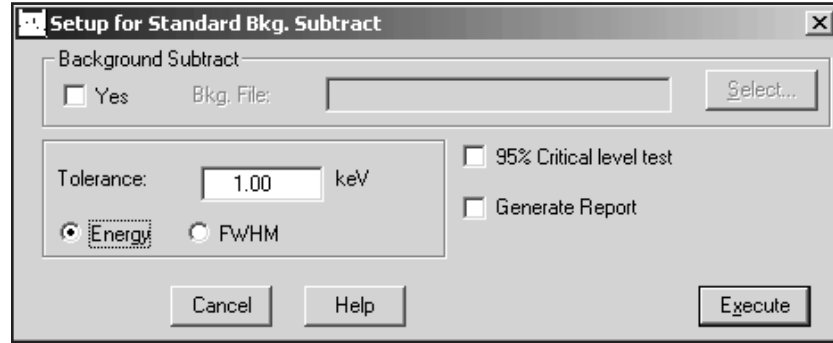 Setup for Standard Bkg. Subtract
Background Subtract
Yes Bkg. File: Select...
95% Critical level test
Tolerance: 1.00 keV
Generate Report
Energy FWHM
Cancel Help Execute